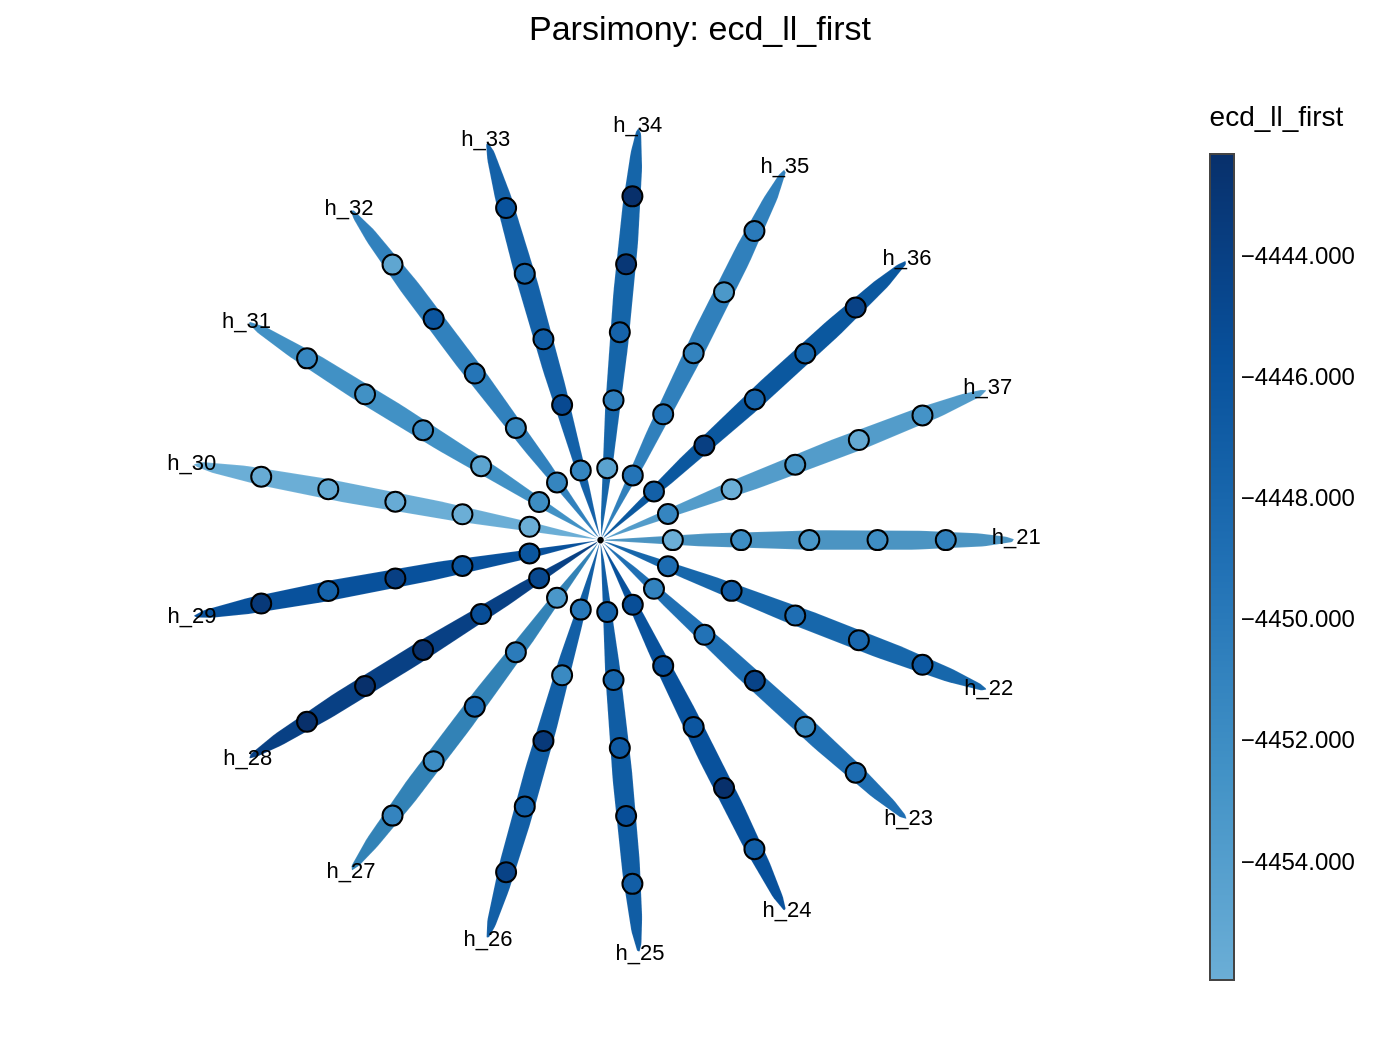 Parsimony: ecd_ll_first
ecd_ll_first
−4444.000
−4446.000
−4448.000
−4450.000
−4452.000
−4454.000
h_34
h_33
h_35
h_32
h_36
h_31
h_37
h_30
h_21
h_29
h_22
h_28
h_23
h_27
h_24
h_26
h_25